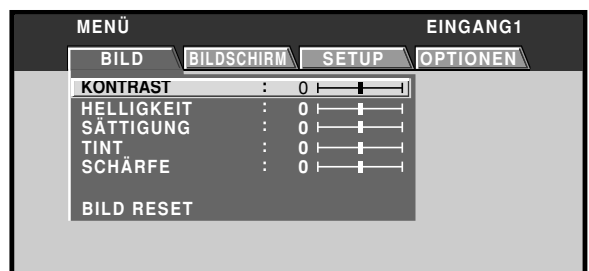 MENÜ EINGANG1
BILD BILDSCHIRM SETUP OPTIONEN
KONTRAST : 0
HELLIGKEIT : 0
SÄTTIGUNG : 0
TINT : 0
SCHÄRFE : 0
BILD RESET